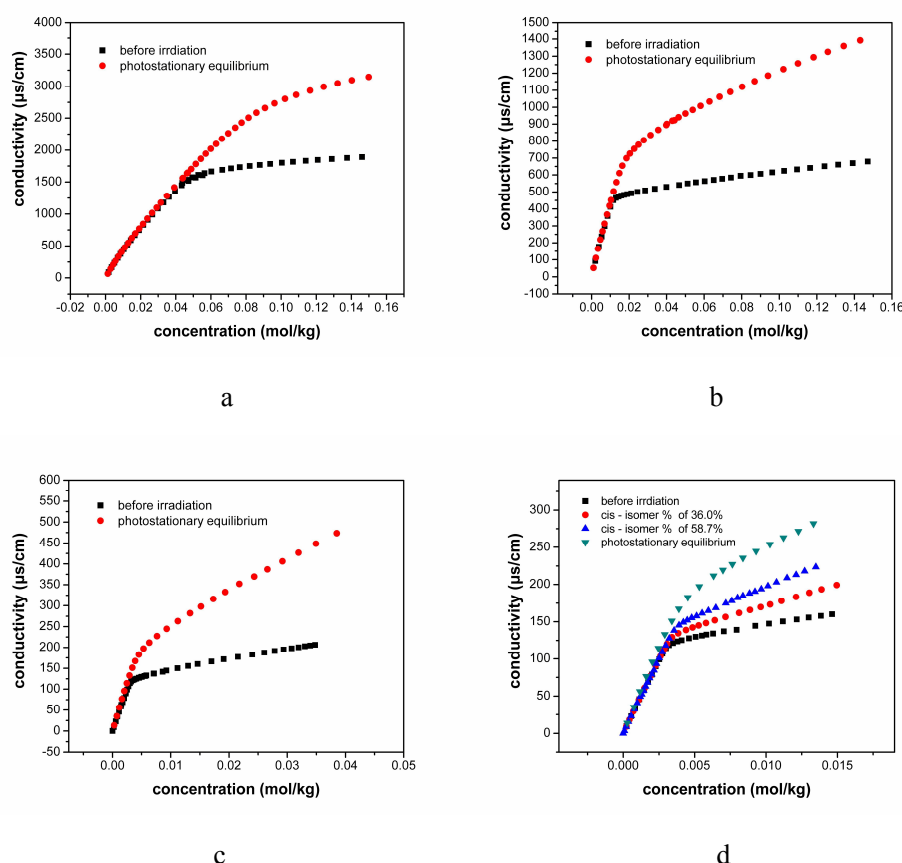 4000
3500
3000
2500
2000
1500
1000
500
0
-500
before irrdiation
photostationary equilibrium
conductivity (μs/cm)
-0.02 0.00 0.02 0.04 0.06 0.08 0.10 0.12 0.14 0.16
concentration (mol/kg)
a
1500
1400
1300
1200
1100
1000
900
800
700
600
500
400
300
200
100
0
-100
before irradiation
photostationary equilibrium
conductivity (μs/cm)
0.00 0.02 0.04 0.06 0.08 0.10 0.12 0.14 0.16
concentration (mol/kg)
b
600
550
500
450
400
350
300
250
200
150
100
50
0
-50
before irradiation
photostationary equilibrium
conductivity (μs/cm)
0.00 0.01 0.02 0.03 0.04 0.05
concentration (mol/kg)
c
300
250
200
150
100
50
0
before irrdiation
cis - isomer % of 36.0%
cis - isomer % of 58.7%
photostationary equilibrium
conductivity (μs/cm)
0.000 0.005 0.010 0.015
concentration (mol/kg)
d